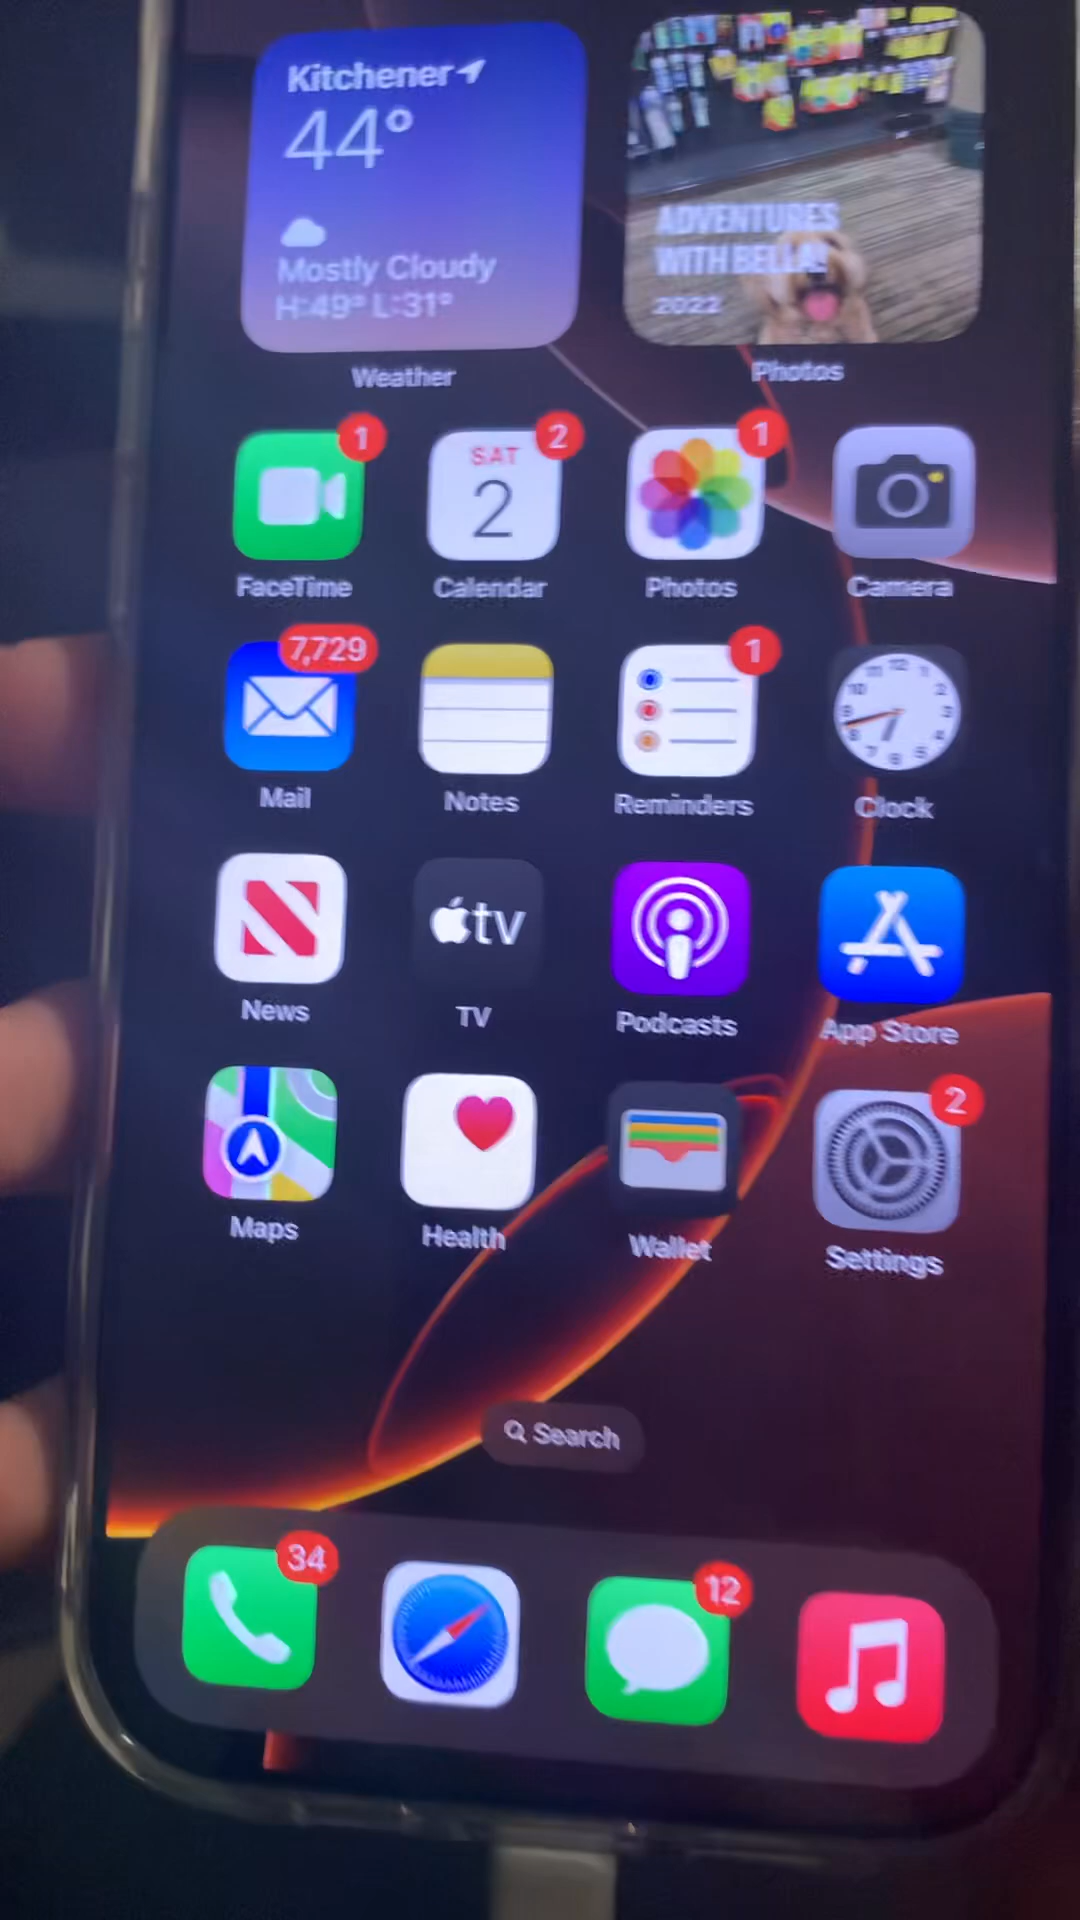 Kitchener
44°
Mostly Cloudy
H:49° L:31°
Weather
ADVENTURES
WITH BELLA!
2022
Photos
1
2
1
SAT
2
FaceTime
Calendar
Photos
Camera
7,729
1
Mail
Notes
Reminders
Clock
tv
News
TV
Podcasts
App Store
2
Maps
Health
Wallet
Settings
Search
34
12